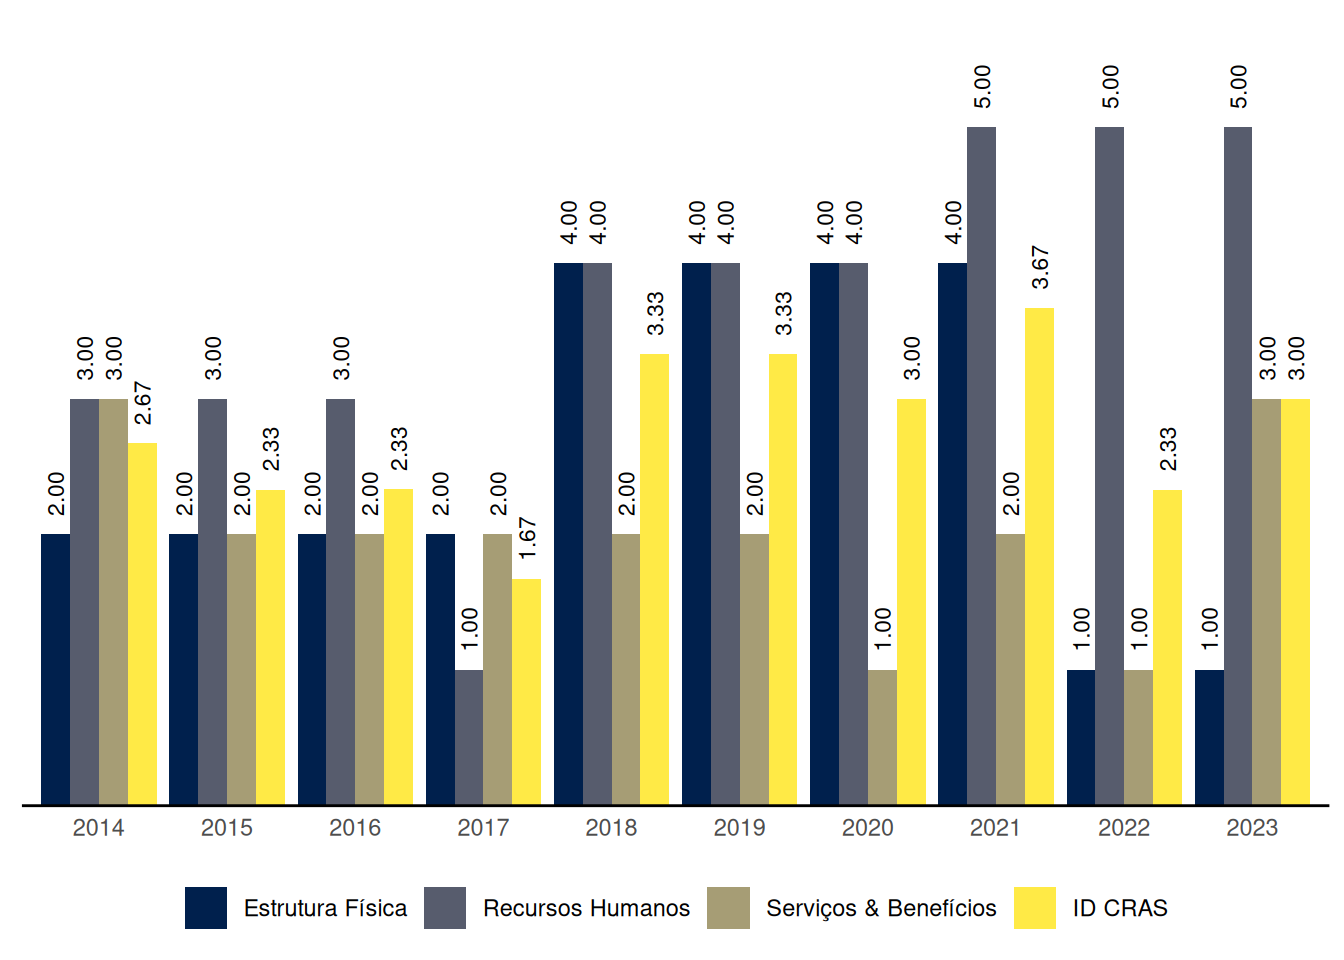 5.00 5.00 5.00
4.00 4.00 4.00 4.00 4.00 4.00 4.00
3.67
3.33 3.33
3.00 3.00 3.00 3.00 3.00 3.00 3.00
2.67
2.33 2.33 2.33
2.00 2.00 2.00 2.00 2.00 2.00 2.00 2.00 2.00 2.00
1.67
1.00 1.00 1.00 1.00 1.00
2014 2015 2016 2017 2018 2019 2020 2021 2022 2023
Estrutura Física Recursos Humanos Serviços & Benefícios ID CRAS